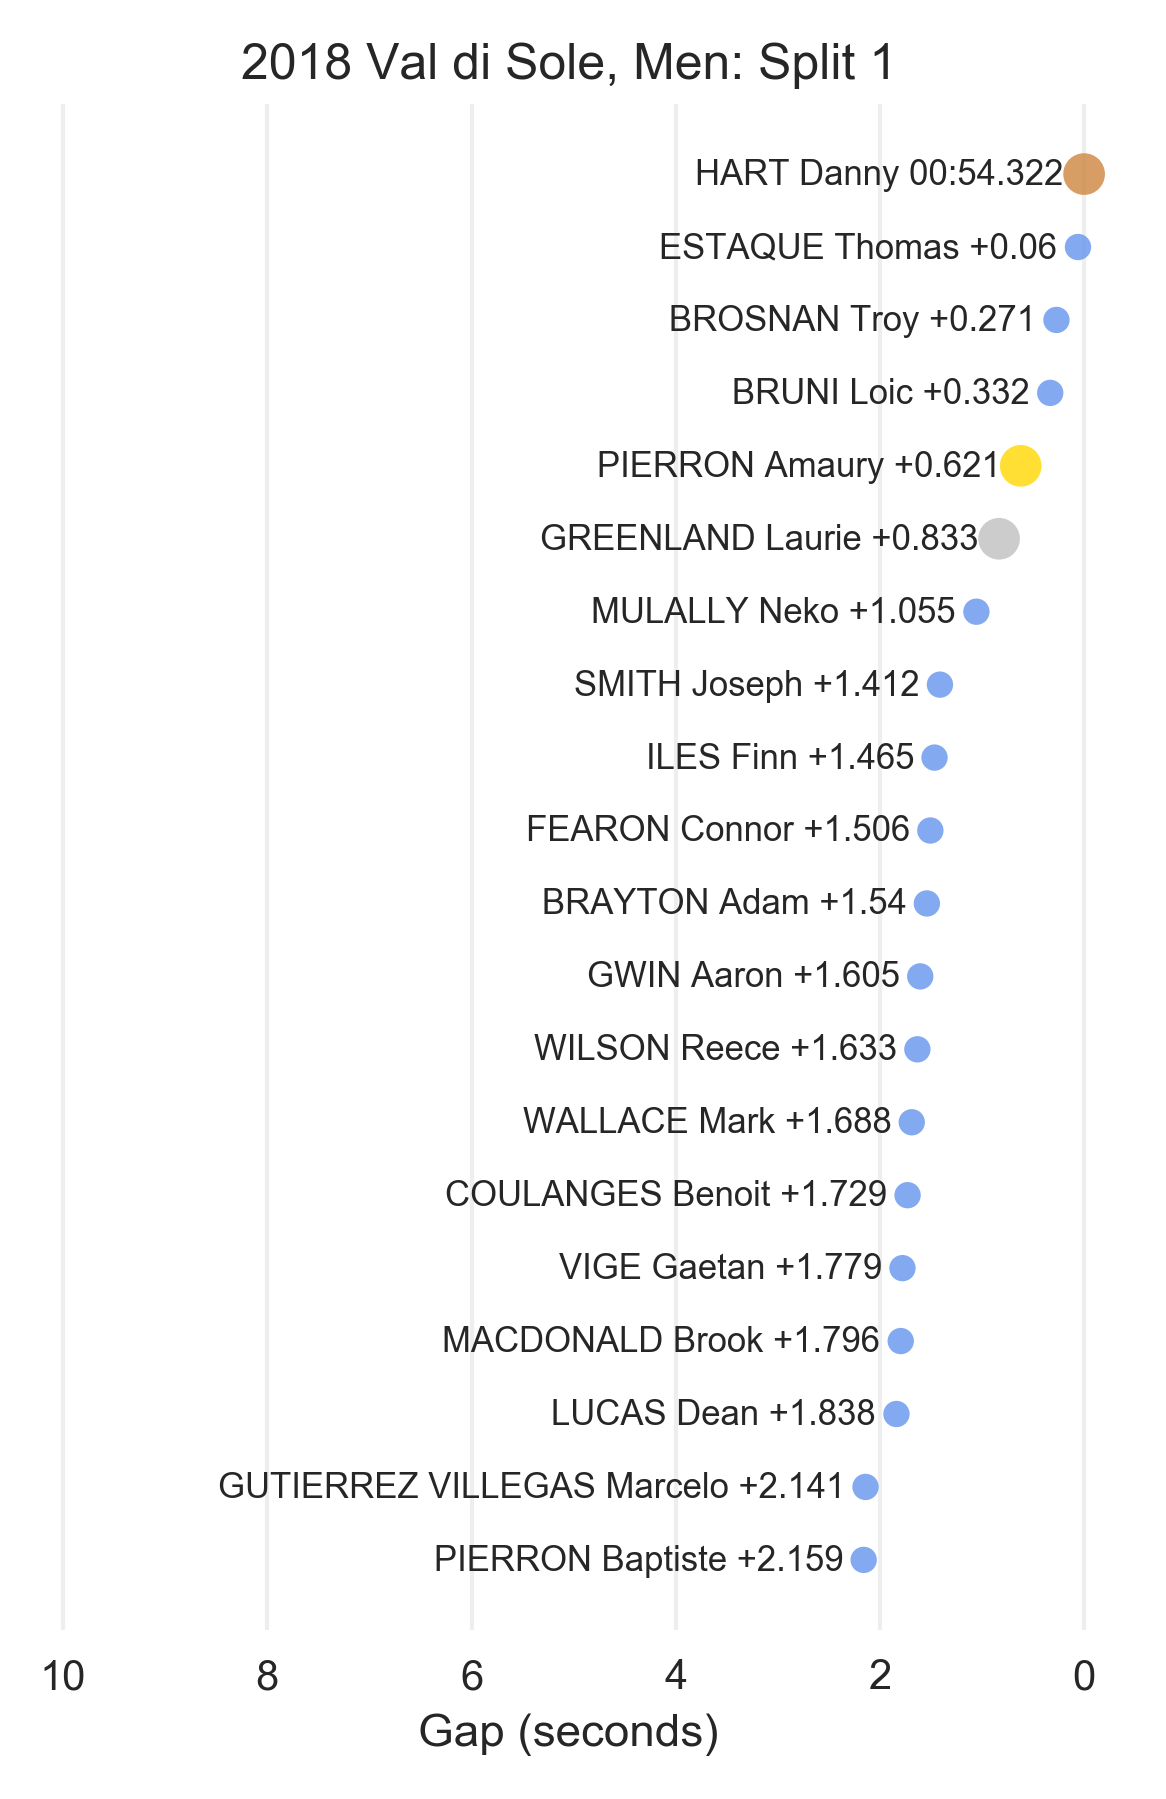 2018 Val di Sole, Men: Split 1
HART Danny 00:54.322
ESTAQUE Thomas +0.06
BROSNAN Troy +0.271
BRUNI Loic +0.332
PIERRON Amaury +0.621
GREENLAND Laurie +0.833
MULALLY Neko +1.055
SMITH Joseph +1.412
ILES Finn +1.465
FEARON Connor +1.506
BRAYTON Adam +1.54
GWIN Aaron +1.605
WILSON Reece +1.633
WALLACE Mark +1.688
COULANGES Benoit +1.729
VIGE Gaetan +1.779
MACDONALD Brook +1.796
LUCAS Dean +1.838
GUTIERREZ VILLEGAS Marcelo +2.141
PIERRON Baptiste +2.159
10 8 6 4 2 0
Gap (seconds)